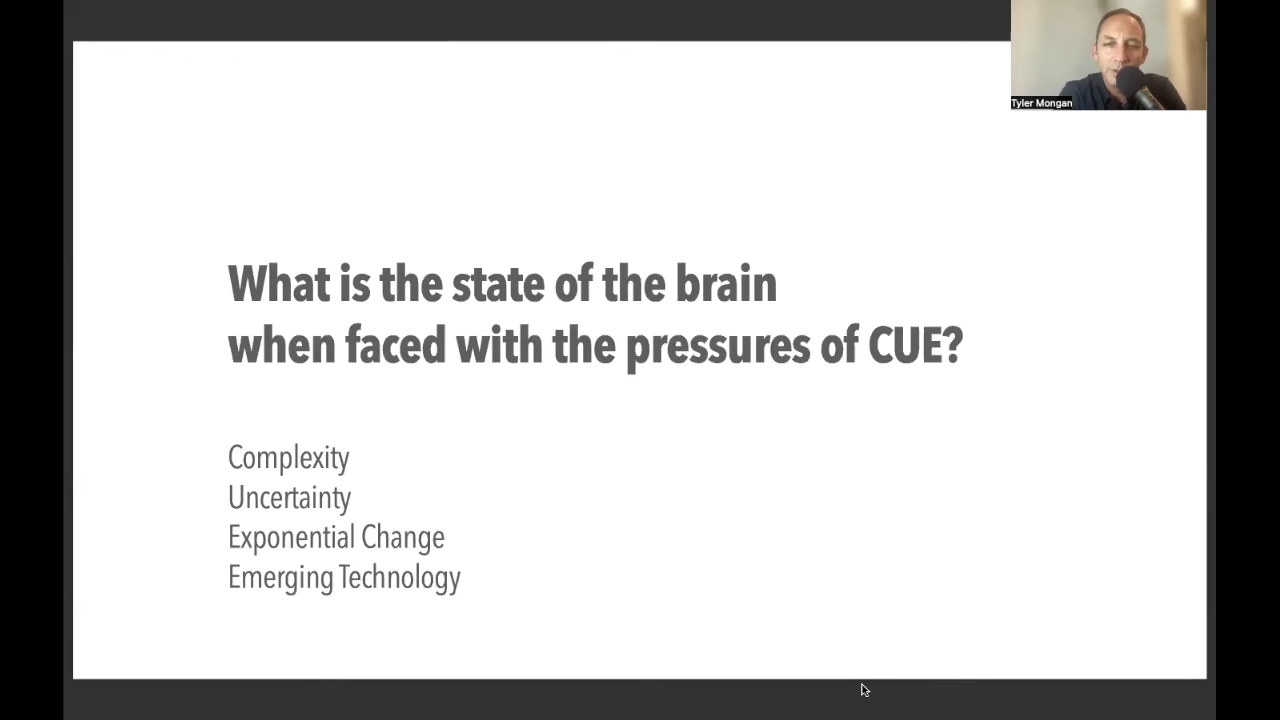 Tyler Mongan
What is the state of the brain
when faced with the pressures of CUE?
Complexity
Uncertainty
Exponential Change
Emerging Technology